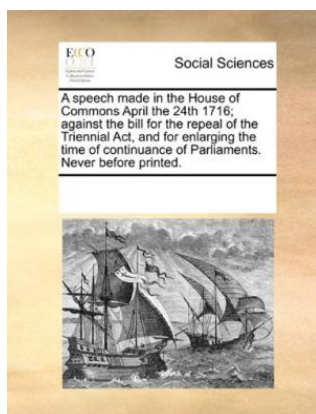 ECCO
Social Sciences
A speech made in the House of
Commons April the 24th 1716;
against the bill for the repeal of the
Triennial Act, and for enlarging the
time of continuance of Parliaments.
Never before printed.